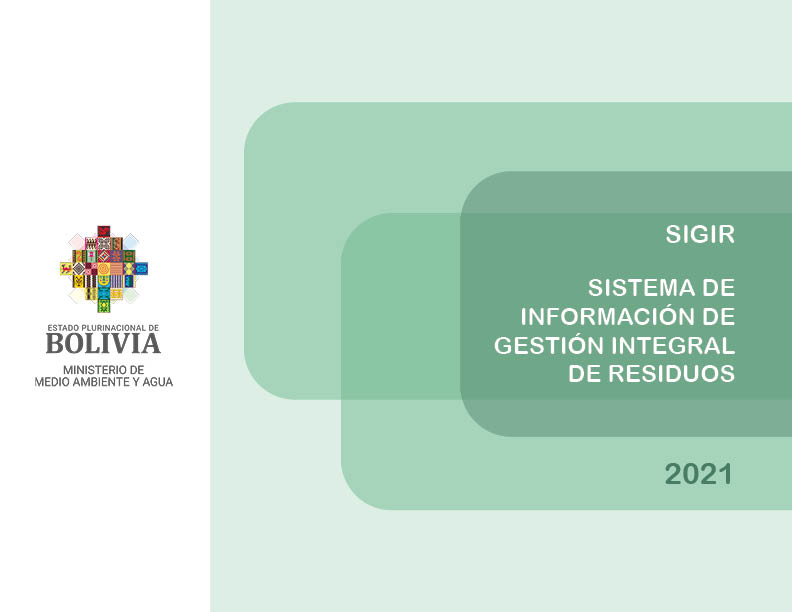 ESTADO PLURINACIONAL DE
BOLIVIA
MINISTERIO DE
MEDIO AMBIENTE Y AGUA
SIGIR
SISTEMA DE
INFORMACIÓN DE
GESTIÓN INTEGRAL
DE RESIDUOS
2021